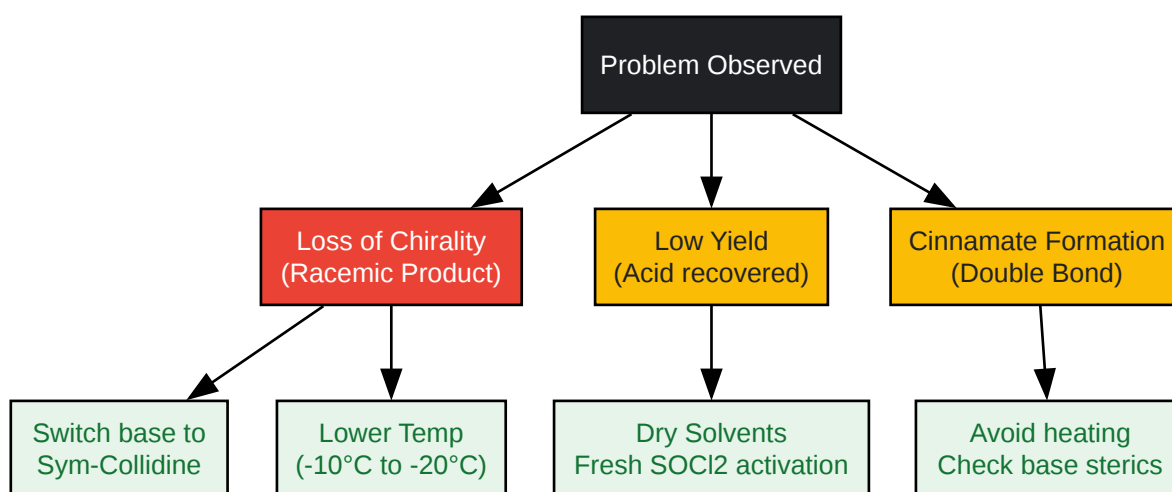 Problem Observed
Loss of Chirality
(Racemic Product)
Low Yield
(Acid recovered)
Cinnamate Formation
(Double Bond)
Switch base to
Sym-Collidine
Lower Temp
(-10°C to -20°C)
Dry Solvents
Fresh SOCl2 activation
Avoid heating
Check base sterics